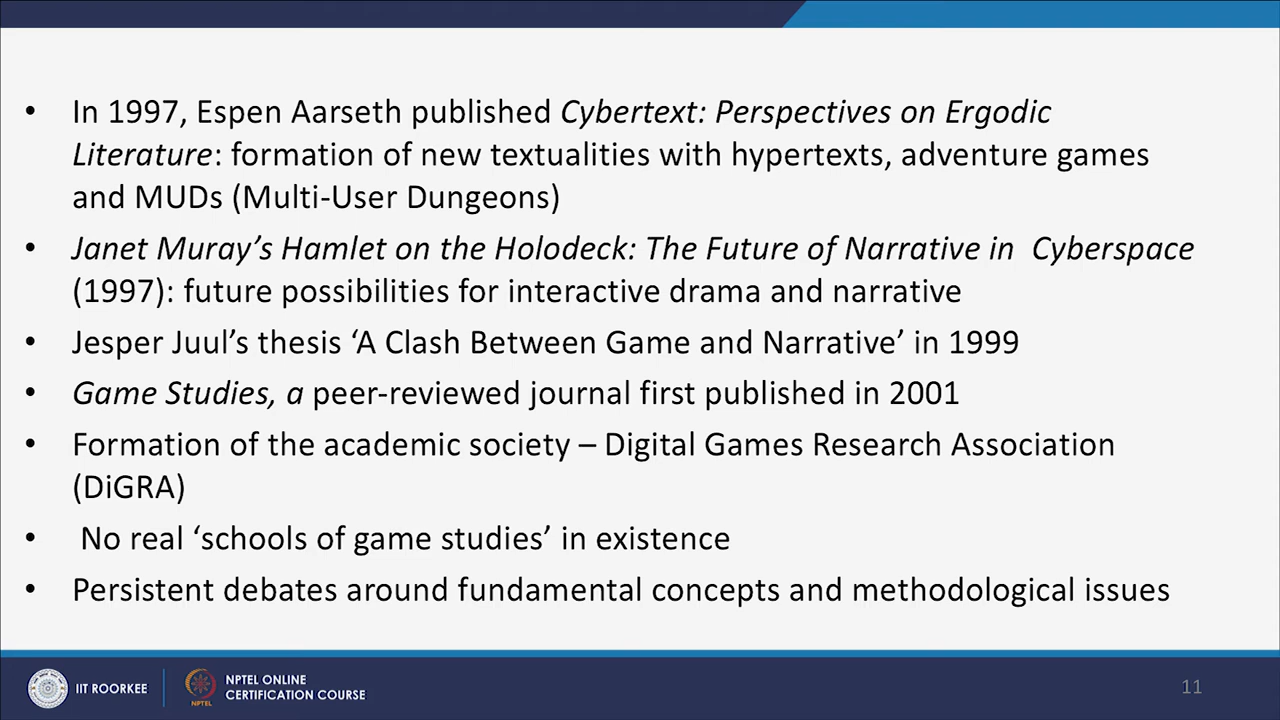 • In 1997, Espen Aarseth published Cybertext: Perspectives on Ergodic
Literature: formation of new textualities with hypertexts, adventure games
and MUDs (Multi-User Dungeons)
• Janet Muray’s Hamlet on the Holodeck: The Future of Narrative in Cyberspace
(1997): future possibilities for interactive drama and narrative
• Jesper Juul’s thesis ‘A Clash Between Game and Narrative’ in 1999
• Game Studies, a peer-reviewed journal first published in 2001
• Formation of the academic society – Digital Games Research Association
(DiGRA)
• No real ‘schools of game studies’ in existence
• Persistent debates around fundamental concepts and methodological issues
IIT ROORKEE
NPTEL
NPTEL ONLINE
CERTIFICATION COURSE
11